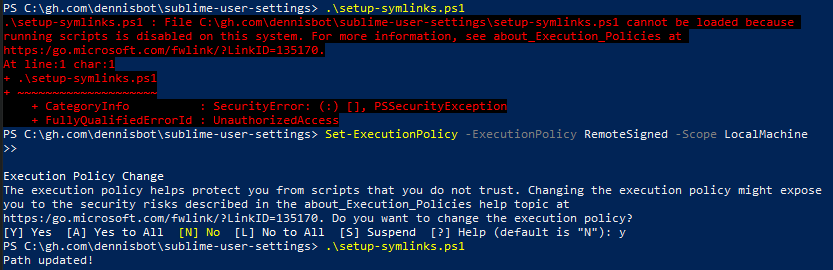 PS C:\gh.com\dennisbot\sublime-user-settings> .\setup-symlinks.ps1
.\setup-symlinks.ps1 : File C:\gh.com\dennisbot\sublime-user-settings\setup-symlinks.ps1 cannot be loaded because
running scripts is disabled on this system. For more information, see about_Execution_Policies at
https:/go.microsoft.com/fwlink/?LinkID=135170.
At line:1 char:1
+ .\setup-symlinks.ps1
+ ~~~~~~~~~~~~~~~~~~~~
    + CategoryInfo          : SecurityError: (:) [], PSSecurityException
    + FullyQualifiedErrorId : UnauthorizedAccess
PS C:\gh.com\dennisbot\sublime-user-settings> Set-ExecutionPolicy -ExecutionPolicy RemoteSigned -Scope LocalMachine
>>
Execution Policy Change
The execution policy helps protect you from scripts that you do not trust. Changing the execution policy might expose
you to the security risks described in the about_Execution_Policies help topic at
https:/go.microsoft.com/fwlink/?LinkID=135170. Do you want to change the execution policy?
[Y] Yes  [A] Yes to All  [N] No  [L] No to All  [S] Suspend  [?] Help (default is "N"): y
PS C:\gh.com\dennisbot\sublime-user-settings> .\setup-symlinks.ps1
Path updated!